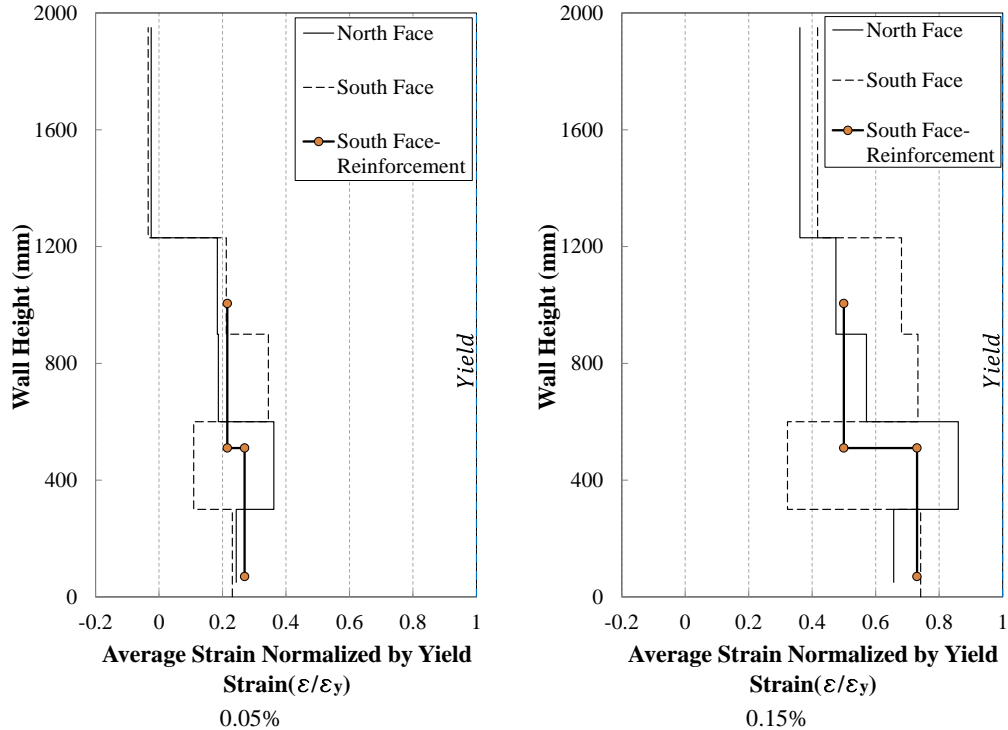 2000
1600
1200
800
400
0
Wall Height (mm)
North Face
South Face
South Face-
Reinforcement
Yield
-0.2 0 0.2 0.4 0.6 0.8 1
Average Strain Normalized by Yield
Strain(ε/εy)
0.05%
2000
1600
1200
800
400
0
Wall Height (mm)
North Face
South Face
South Face-
Reinforcement
Yield
-0.2 0 0.2 0.4 0.6 0.8 1
Average Strain Normalized by Yield
Strain(ε/εy)
0.15%